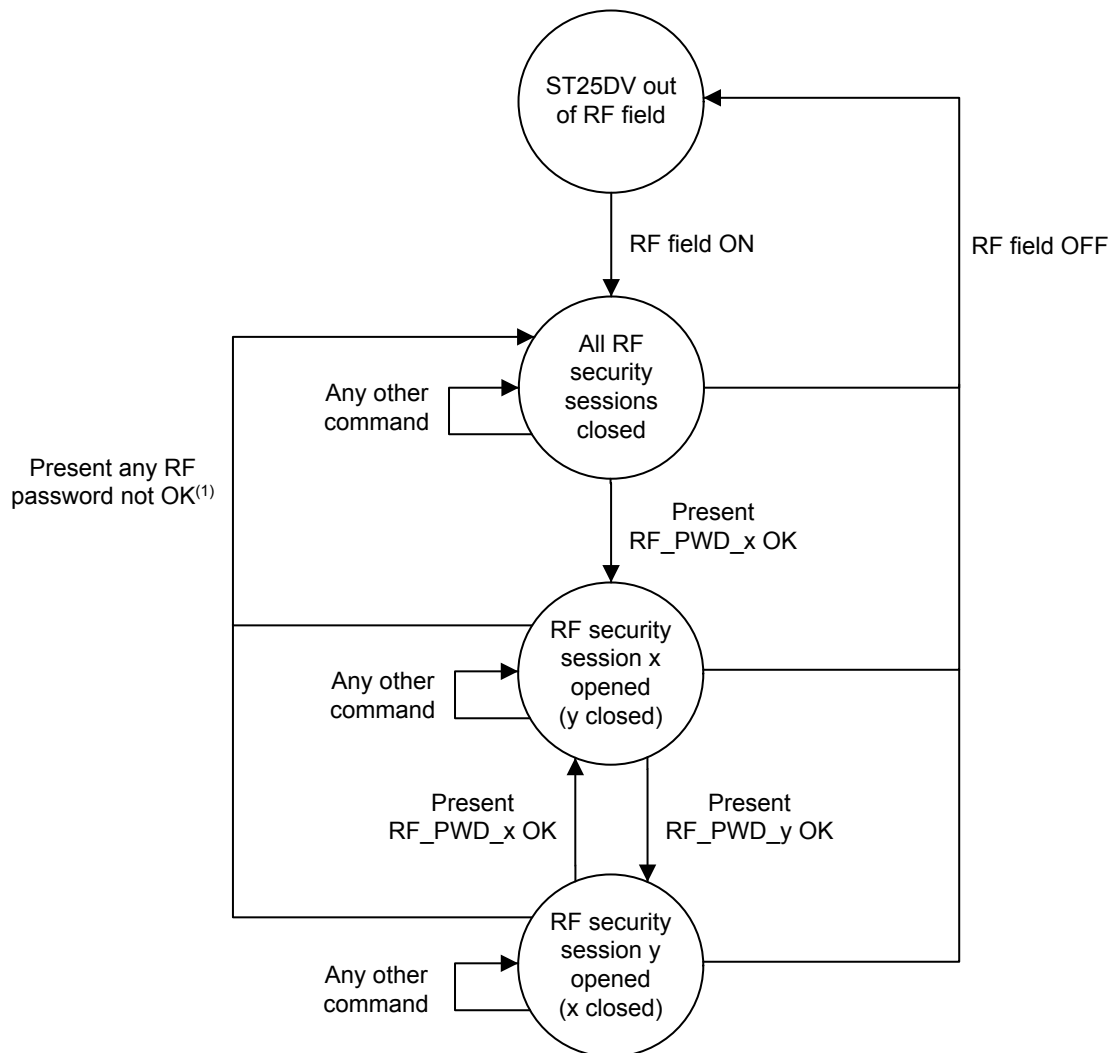 ST25DV out
of RF field
RF field ON
RF field OFF
All RF
security
sessions
closed
Any other
command
Present any RF
password not OK(1)
Present
RF_PWD_x OK
RF security
session x
opened
(y closed)
Any other
command
Present
RF_PWD_x OK
Present
RF_PWD_y OK
RF security
session y
opened
(x closed)
Any other
command